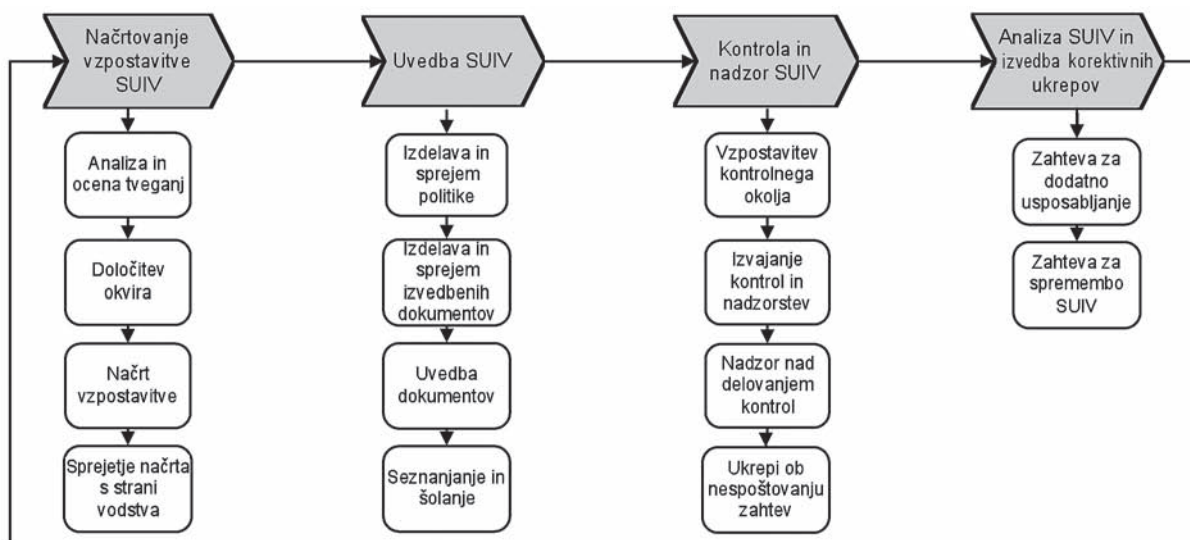 Načrtovanje
vzpostavitve
SUIV
Analiza in
ocena tveganj
Določitev
okvira
Načrt
vzpostavitve
Sprejetje načrta
s strani
vodstva
Uvedba SUIV
Izdelava in
sprejem
politike
Izdelava in
sprejem
izvedbenih
dokumentov
Uvedba
dokumentov
Seznanjanje in
šolanje
Kontrola in
nadzor SUIV
Vzpostavitev
kontrolnega
okolja
Izvajanje
kontrol in
nadzorstev
Nadzor nad
delovanjem
kontrol
Ukrepi ob
nespoštovanju
zahtev
Analiza SUIV in
izvedba korektivnih
ukrepov
Zahteva za
dodatno
usposabljanje
Zahteva za
spremembo
SUIV